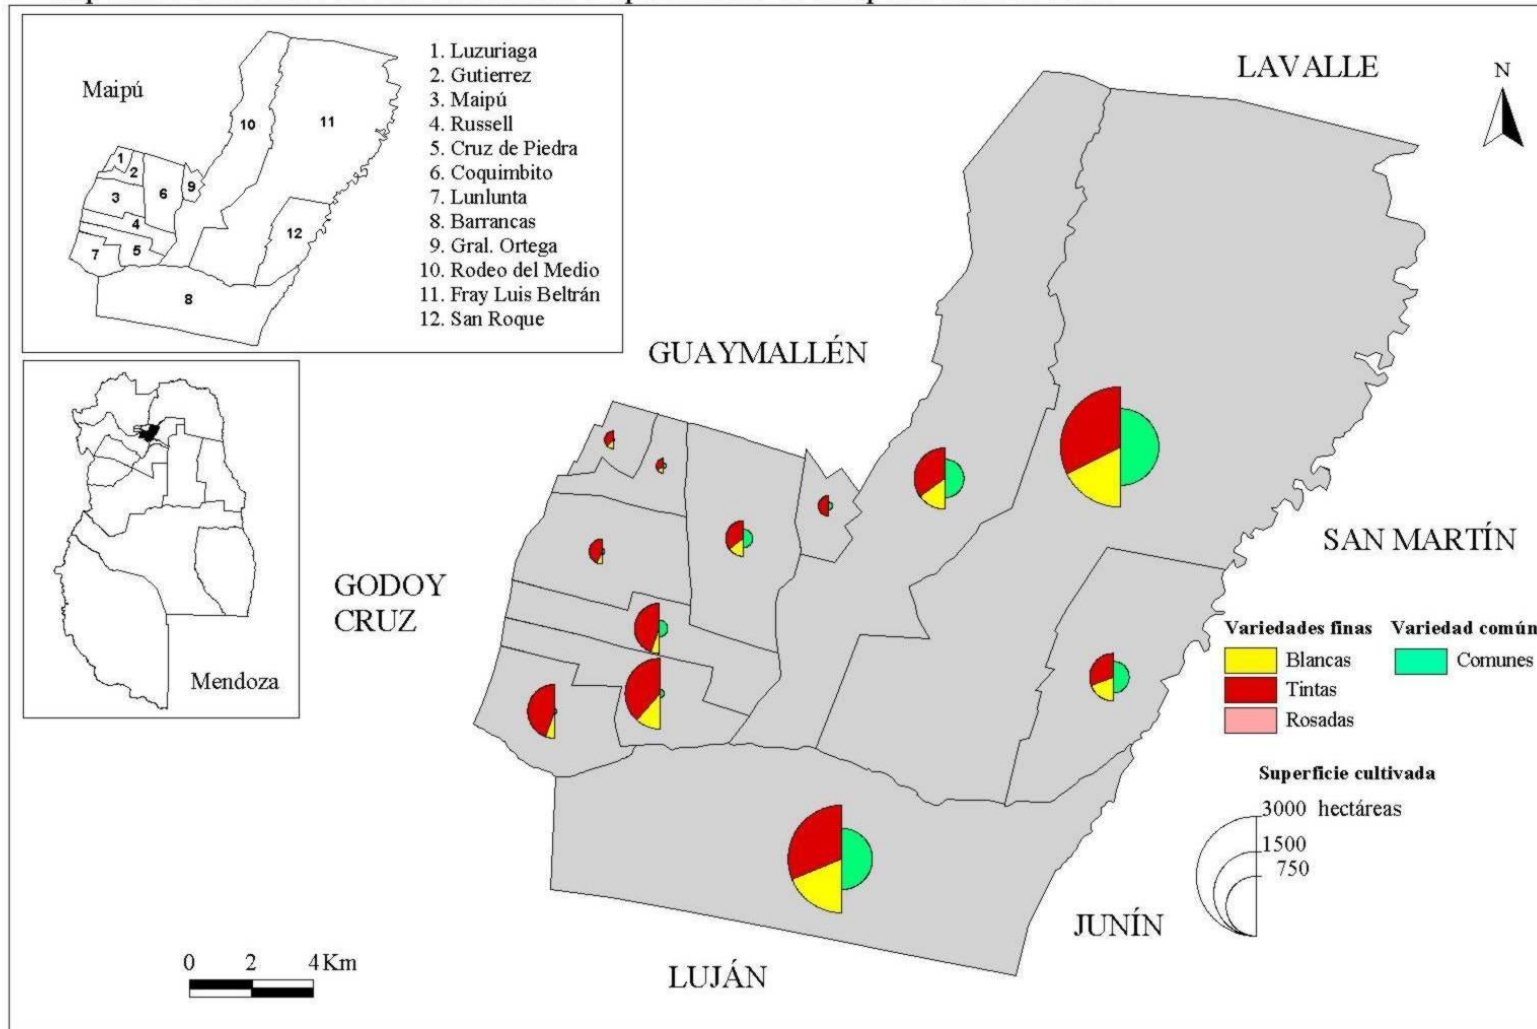 Maipú
1. Luzuriaga
2. Gutierrez
3. Maipú
4. Russell
5. Cruz de Piedra
6. Coquimbito
7. Lunlunta
8. Barrancas
9. Gral. Ortega
10. Rodeo del Medio
11. Fray Luis Beltrán
12. San Roque
10
11
1
2
9
3
6
4
12
7
5
8
LAVALLE
N
GUAYMALLÉN
SAN MARTÍN
GODOY
CRUZ
Mendoza
Variedades finas
Variedad común
Blancas
Comunes
Tintas
Rosadas
Superficie cultivada
3000 hectáreas
1500
750
JUNÍN
LUJÁN
0 2 4 Km